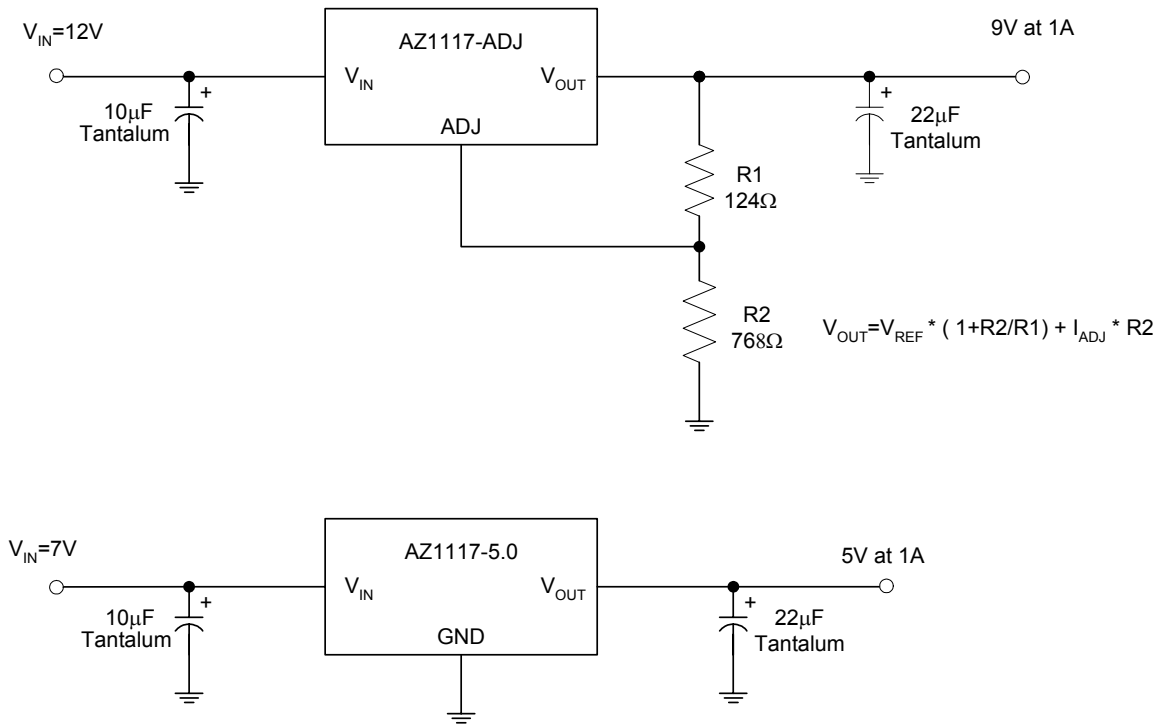 V_IN=12V
AZ1117-ADJ
9V at 1A
V_IN
V_OUT
+
+
10μF
Tantalum
ADJ
22μF
Tantalum
R1
124Ω
R2
768Ω
V_OUT=V_REF * ( 1+R2/R1) + I_ADJ * R2
V_IN=7V
AZ1117-5.0
5V at 1A
V_IN
V_OUT
+
+
10μF
Tantalum
GND
22μF
Tantalum